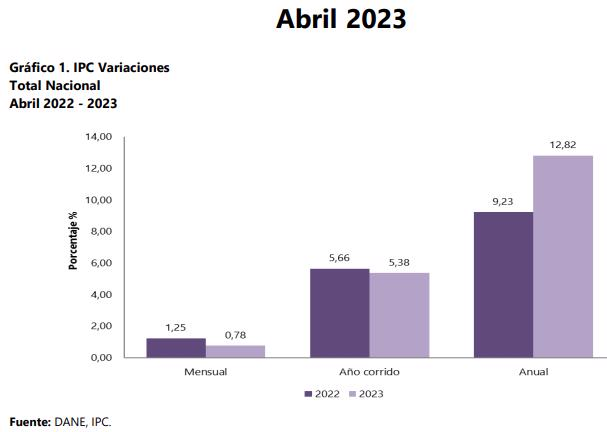 Abril 2023
Gráfico 1. IPC Variaciones
Total Nacional
Abril 2022 - 2023
Porcentaje %
14,00
12,00
10,00
8,00
6,00
4,00
2,00
0,00
1,25
0,78
5,66
5,38
9,23
12,82
Mensual
Año corrido
Anual
2022
2023
Fuente: DANE, IPC.